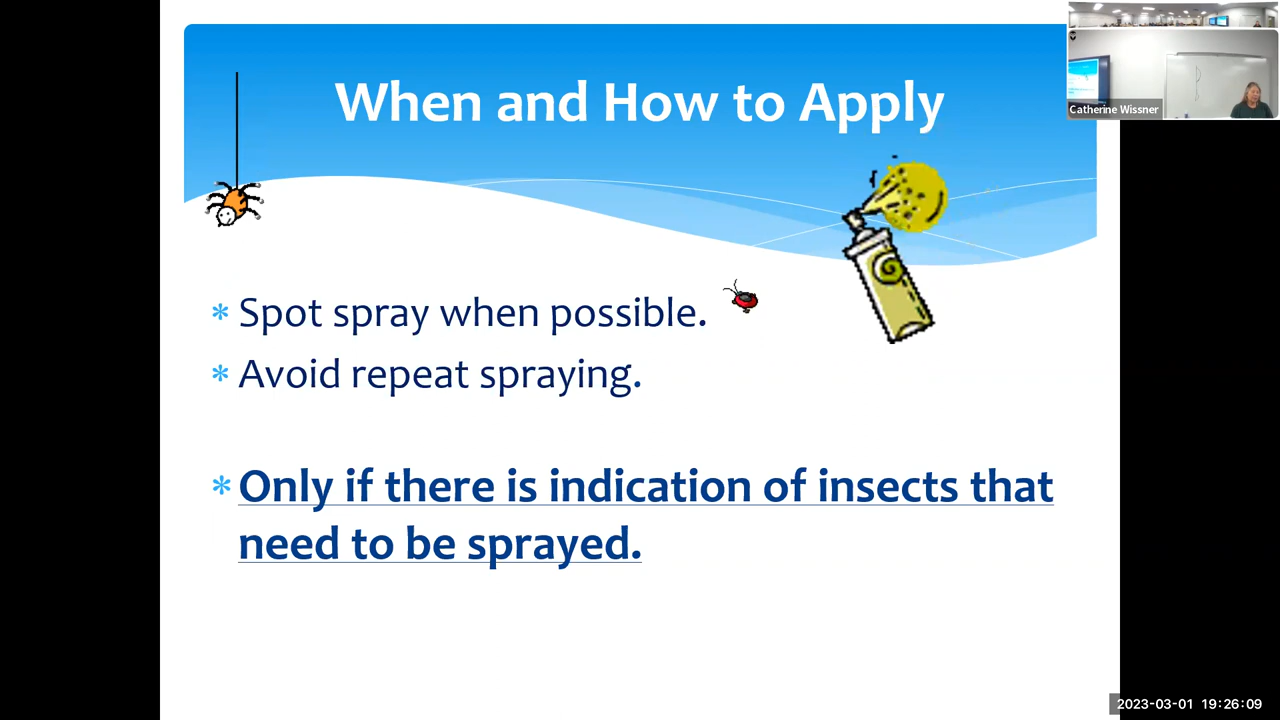 When and How to Apply
Catherine Wissner
* Spot spray when possible.
* Avoid repeat spraying.
* Only if there is indication of insects that
need to be sprayed.
2023-03-01 19:26:09